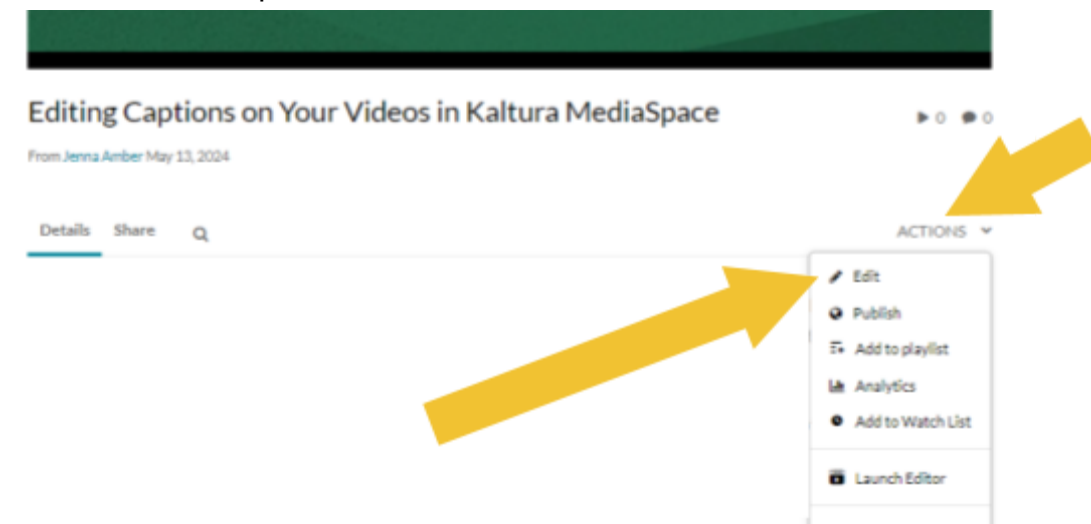 Editing Captions on Your Videos in Kaltura MediaSpace
0 0
From Jenna Amber May 13, 2024
Details Share
ACTIONS
Edit
Publish
Add to playlist
Analytics
Add to Watch List
Launch Editor